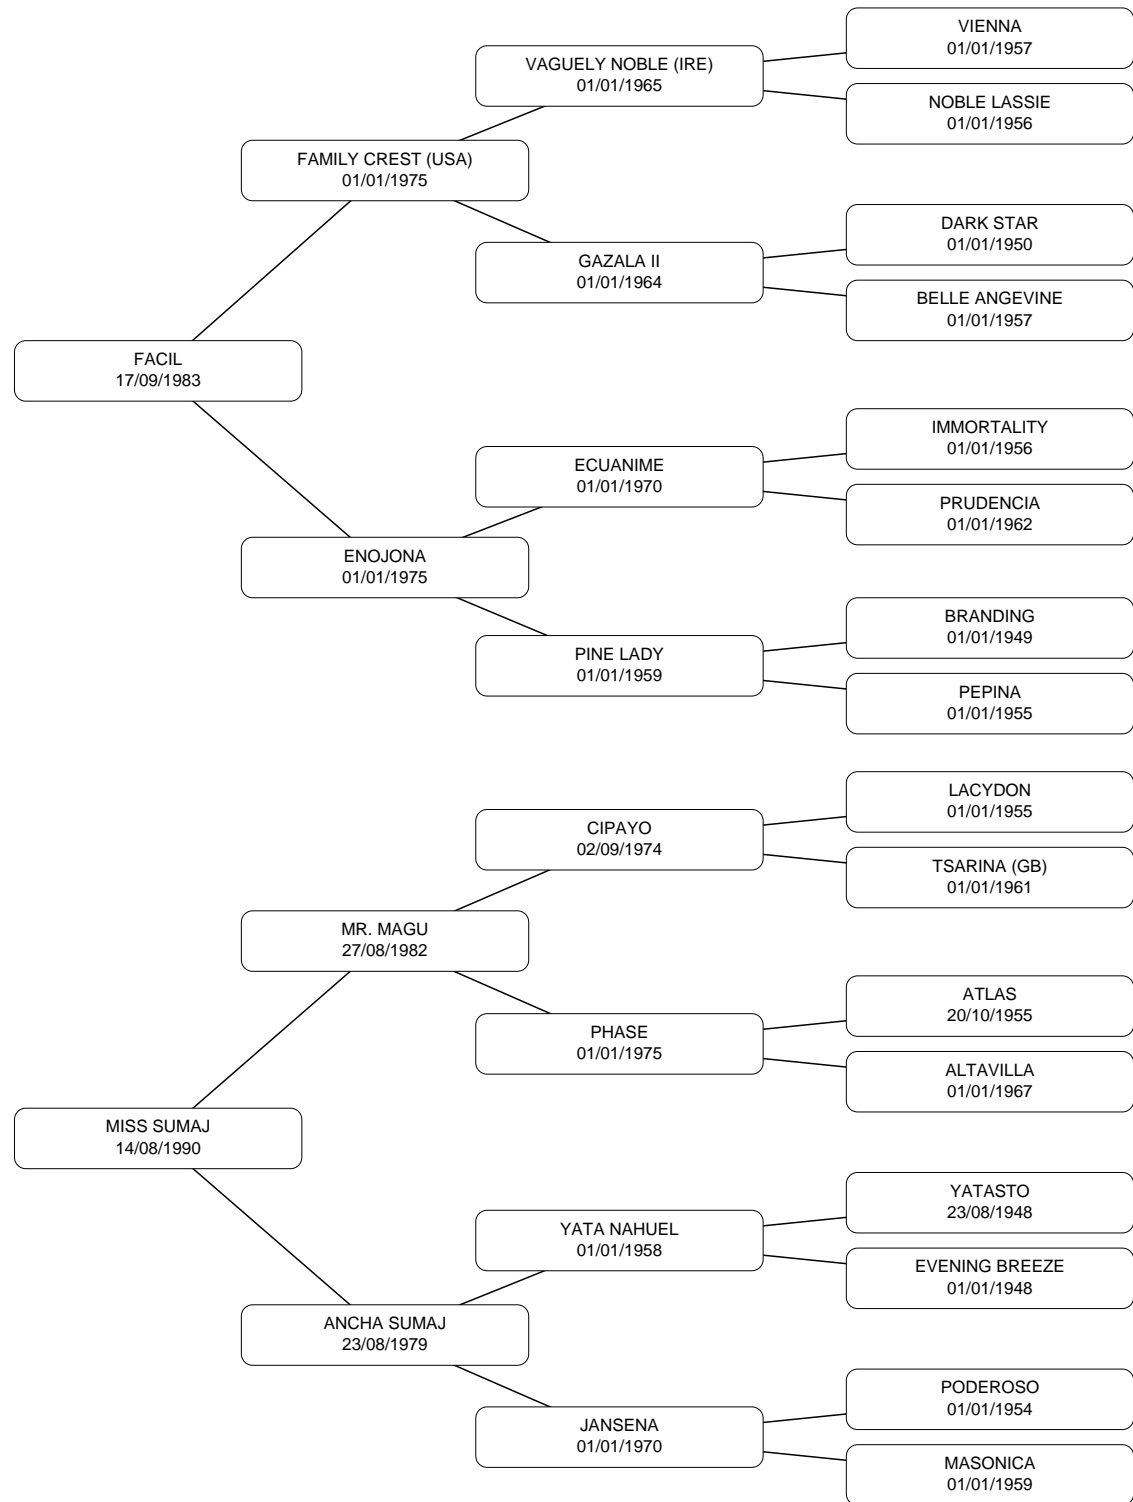 VIENNA
01/01/1957
VAGUELY NOBLE (IRE)
01/01/1965
NOBLE LASSIE
01/01/1956
FAMILY CREST (USA)
01/01/1975
DARK STAR
01/01/1950
GAZALA II
01/01/1964
BELLE ANGEVINE
01/01/1957
FACIL
17/09/1983
IMMORTALITY
01/01/1956
ECUANIME
01/01/1970
PRUDENCIA
01/01/1962
ENOJONA
01/01/1975
BRANDING
01/01/1949
PINE LADY
01/01/1959
PEPINA
01/01/1955
LACYDON
01/01/1955
CIPAYO
02/09/1974
TSARINA (GB)
01/01/1961
MR. MAGU
27/08/1982
ATLAS
20/10/1955
PHASE
01/01/1975
ALTAVILLA
01/01/1967
MISS SUMAJ
14/08/1990
YATASTO
23/08/1948
YATA NAHUEL
01/01/1958
EVENING BREEZE
01/01/1948
ANCHA SUMAJ
23/08/1979
PODEROSO
01/01/1954
JANSENA
01/01/1970
MASONICA
01/01/1959